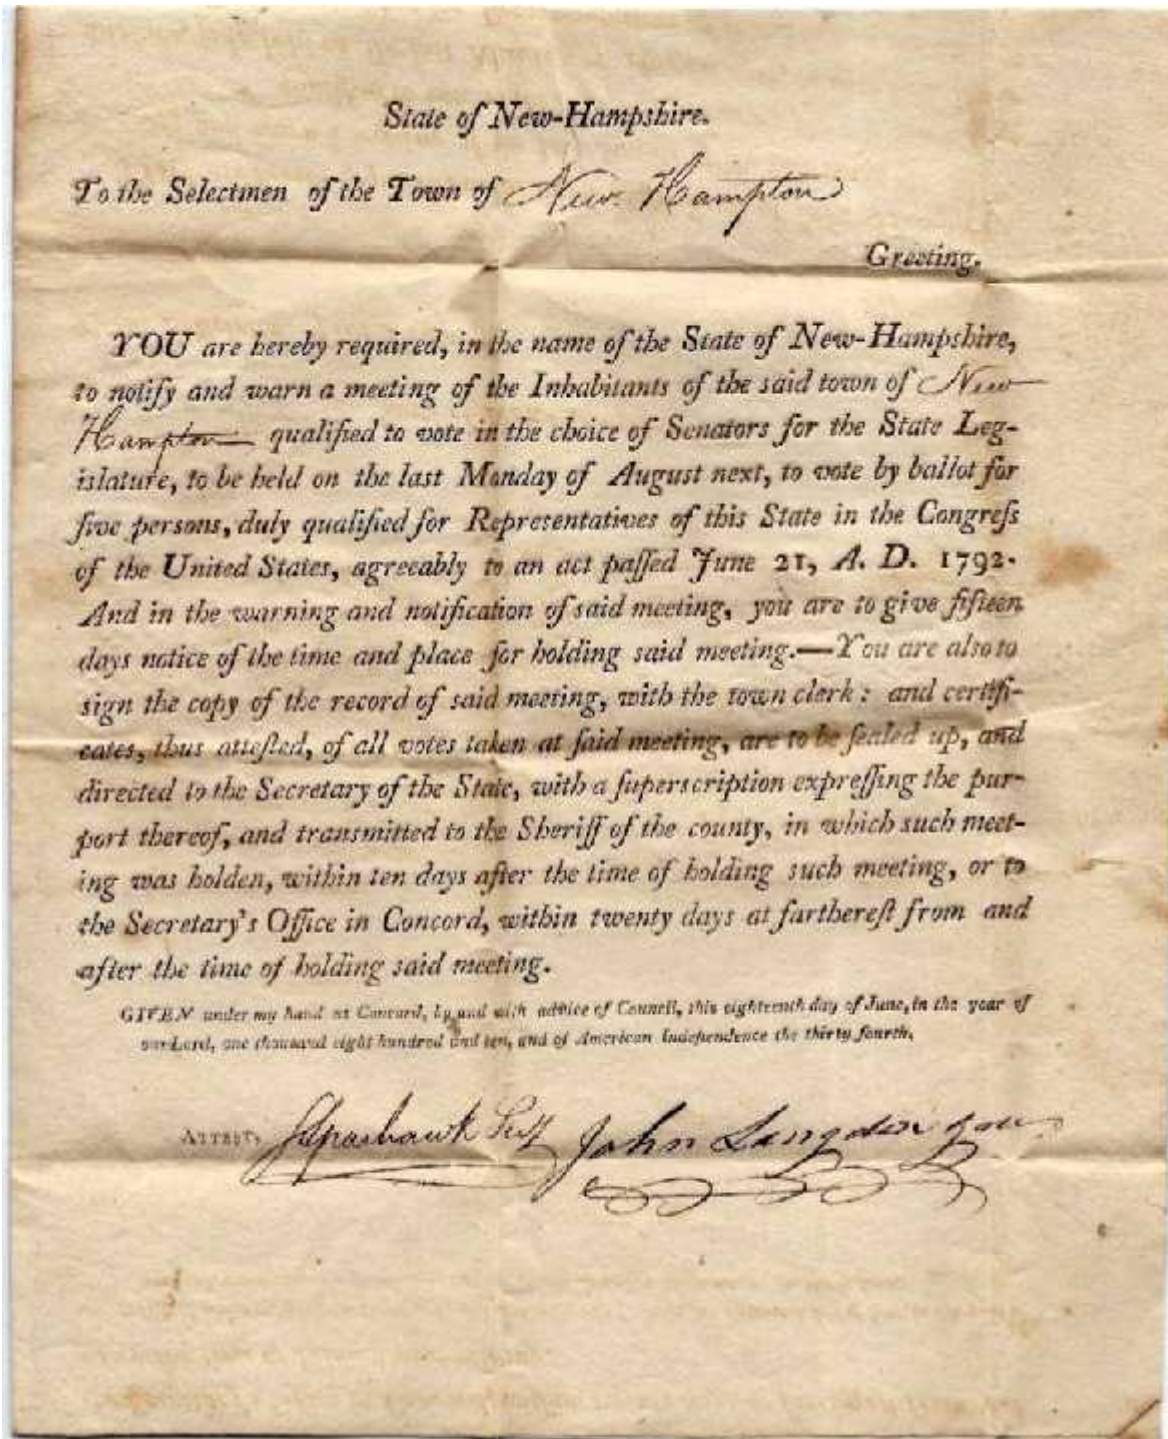 State of New-Hampshire.
To the Selectmen of the Town of New Hampton
Greeting.
YOU are hereby required, in the name of the State of New-Hampshire,
to notify and warn a meeting of the Inhabitants of the said town of New
Hampton qualified to vote in the choice of Senators for the State Leg-
islature, to be held on the last Monday of August next, to vote by ballot for
five persons, duly qualified for Representatives of this State in the Congreſs
of the United States, agreeably to an act paſſed June 21, A. D. 1792.
And in the warning and notification of said meeting, you are to give fifteen
days notice of the time and place for holding said meeting.—You are also to
sign the copy of the record of said meeting, with the town clerk: and certifi-
cates, thus atteſted, of all votes taken at ſaid meeting, are to be ſealed up, and
directed to the Secretary of the State, with a ſuperscription expreſſing the pur-
port thereof, and transmitted to the Sheriff of the county, in which such meet-
ing was holden, within ten days after the time of holding such meeting, or to
the Secretary's Office in Concord, within twenty days at farthereſt from and
after the time of holding said meeting.
GIVEN under my hand at Concord, by and with advice of Council, this eighteenth day of June, in the year of
our Lord, one thousand eight hundred and ten, and of American Independence the thirty fourth.
ATTEST, John Langdon Gov.